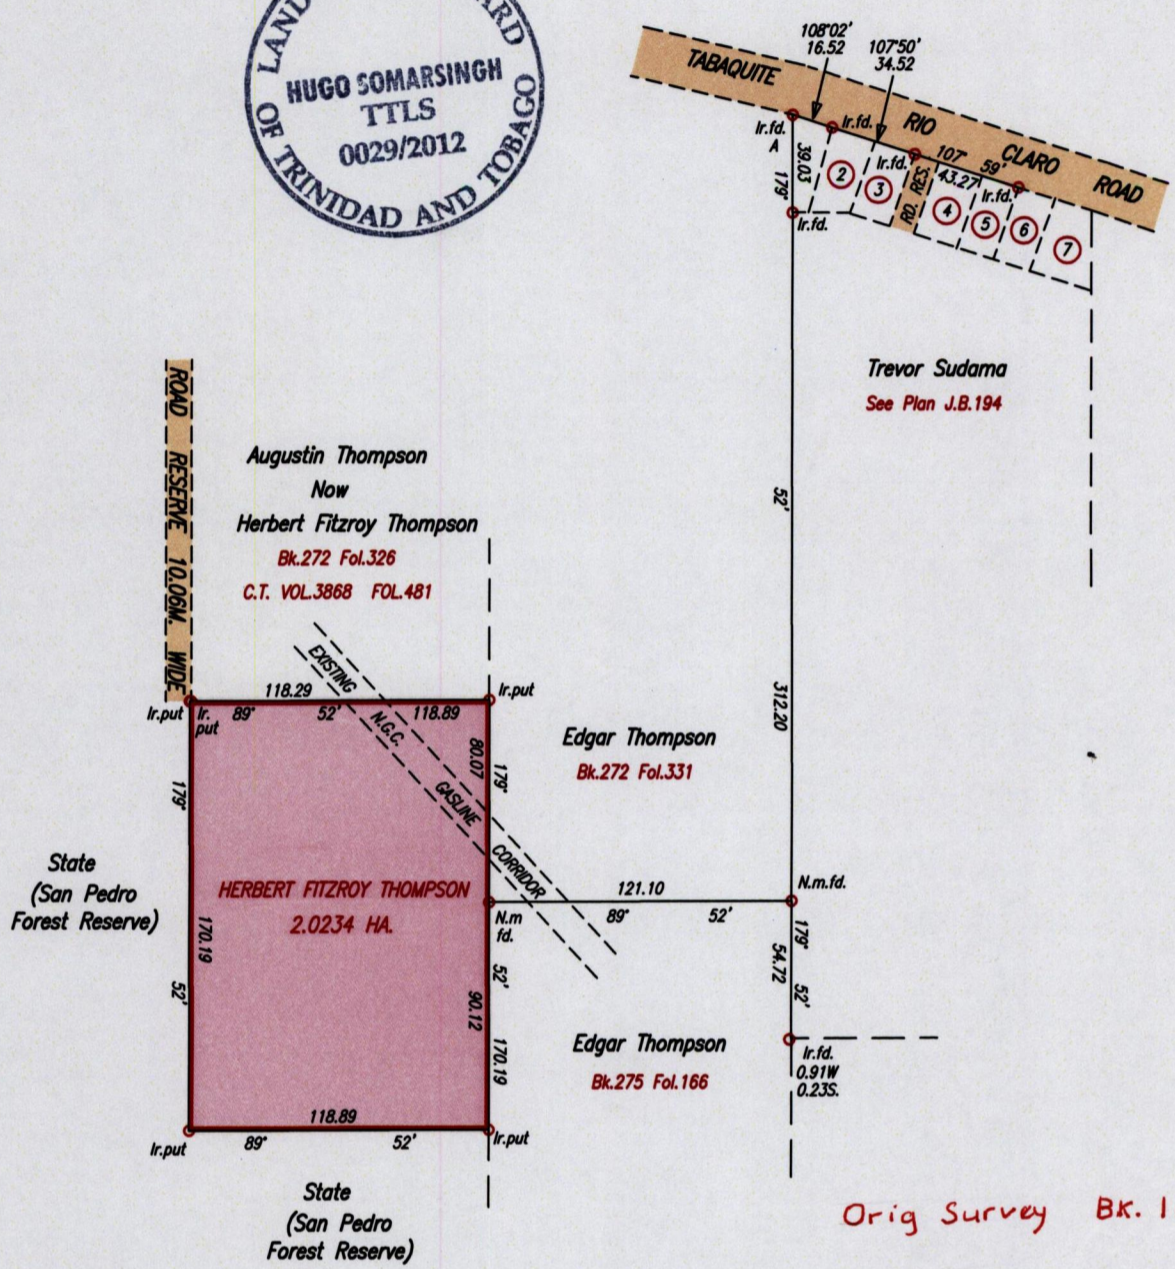 LAND
ARD
OF TRINIDAD AND TOBAGO
HUGO SOMARSINGH
TTLS
0029/2012
108°02'
16.52
107°50'
34.52
TABAQUITE RIO CLARO ROAD
Ir.fd.
A
Ir.fd.
Ir.fd.
107° 59'
43.27
Ir.fd.
39.03
179°
2
3
RD. RES.
4
5
6
7
Ir.fd.
Trevor Sudama
See Plan J.B.194
ROAD RESERVE 10.06M. WIDE
Augustin Thompson
Now
Herbert Fitzroy Thompson
Bk.272 Fol.326
C.T. VOL.3868 FOL.481
52'
312.20
EXISTING N.G.C. GASLINE CORRIDOR
118.29
Ir.put
Ir.put
Ir.
put
89° 52'
118.89
80.07
179°
Edgar Thompson
Bk.272 Fol.331
179°
State
(San Pedro
Forest Reserve)
HERBERT FITZROY THOMPSON
2.0234 HA.
170.19
52'
N.m
fd.
121.10
89° 52'
N.m.fd.
179°
54.72
52'
52'
90.12
170.19
Edgar Thompson
Bk.275 Fol.166
Ir.fd.
0.91W
0.23S.
118.89
Ir.put
89° 52'
Ir.put
State
(San Pedro
Forest Reserve)
Orig Survey Bk. 1